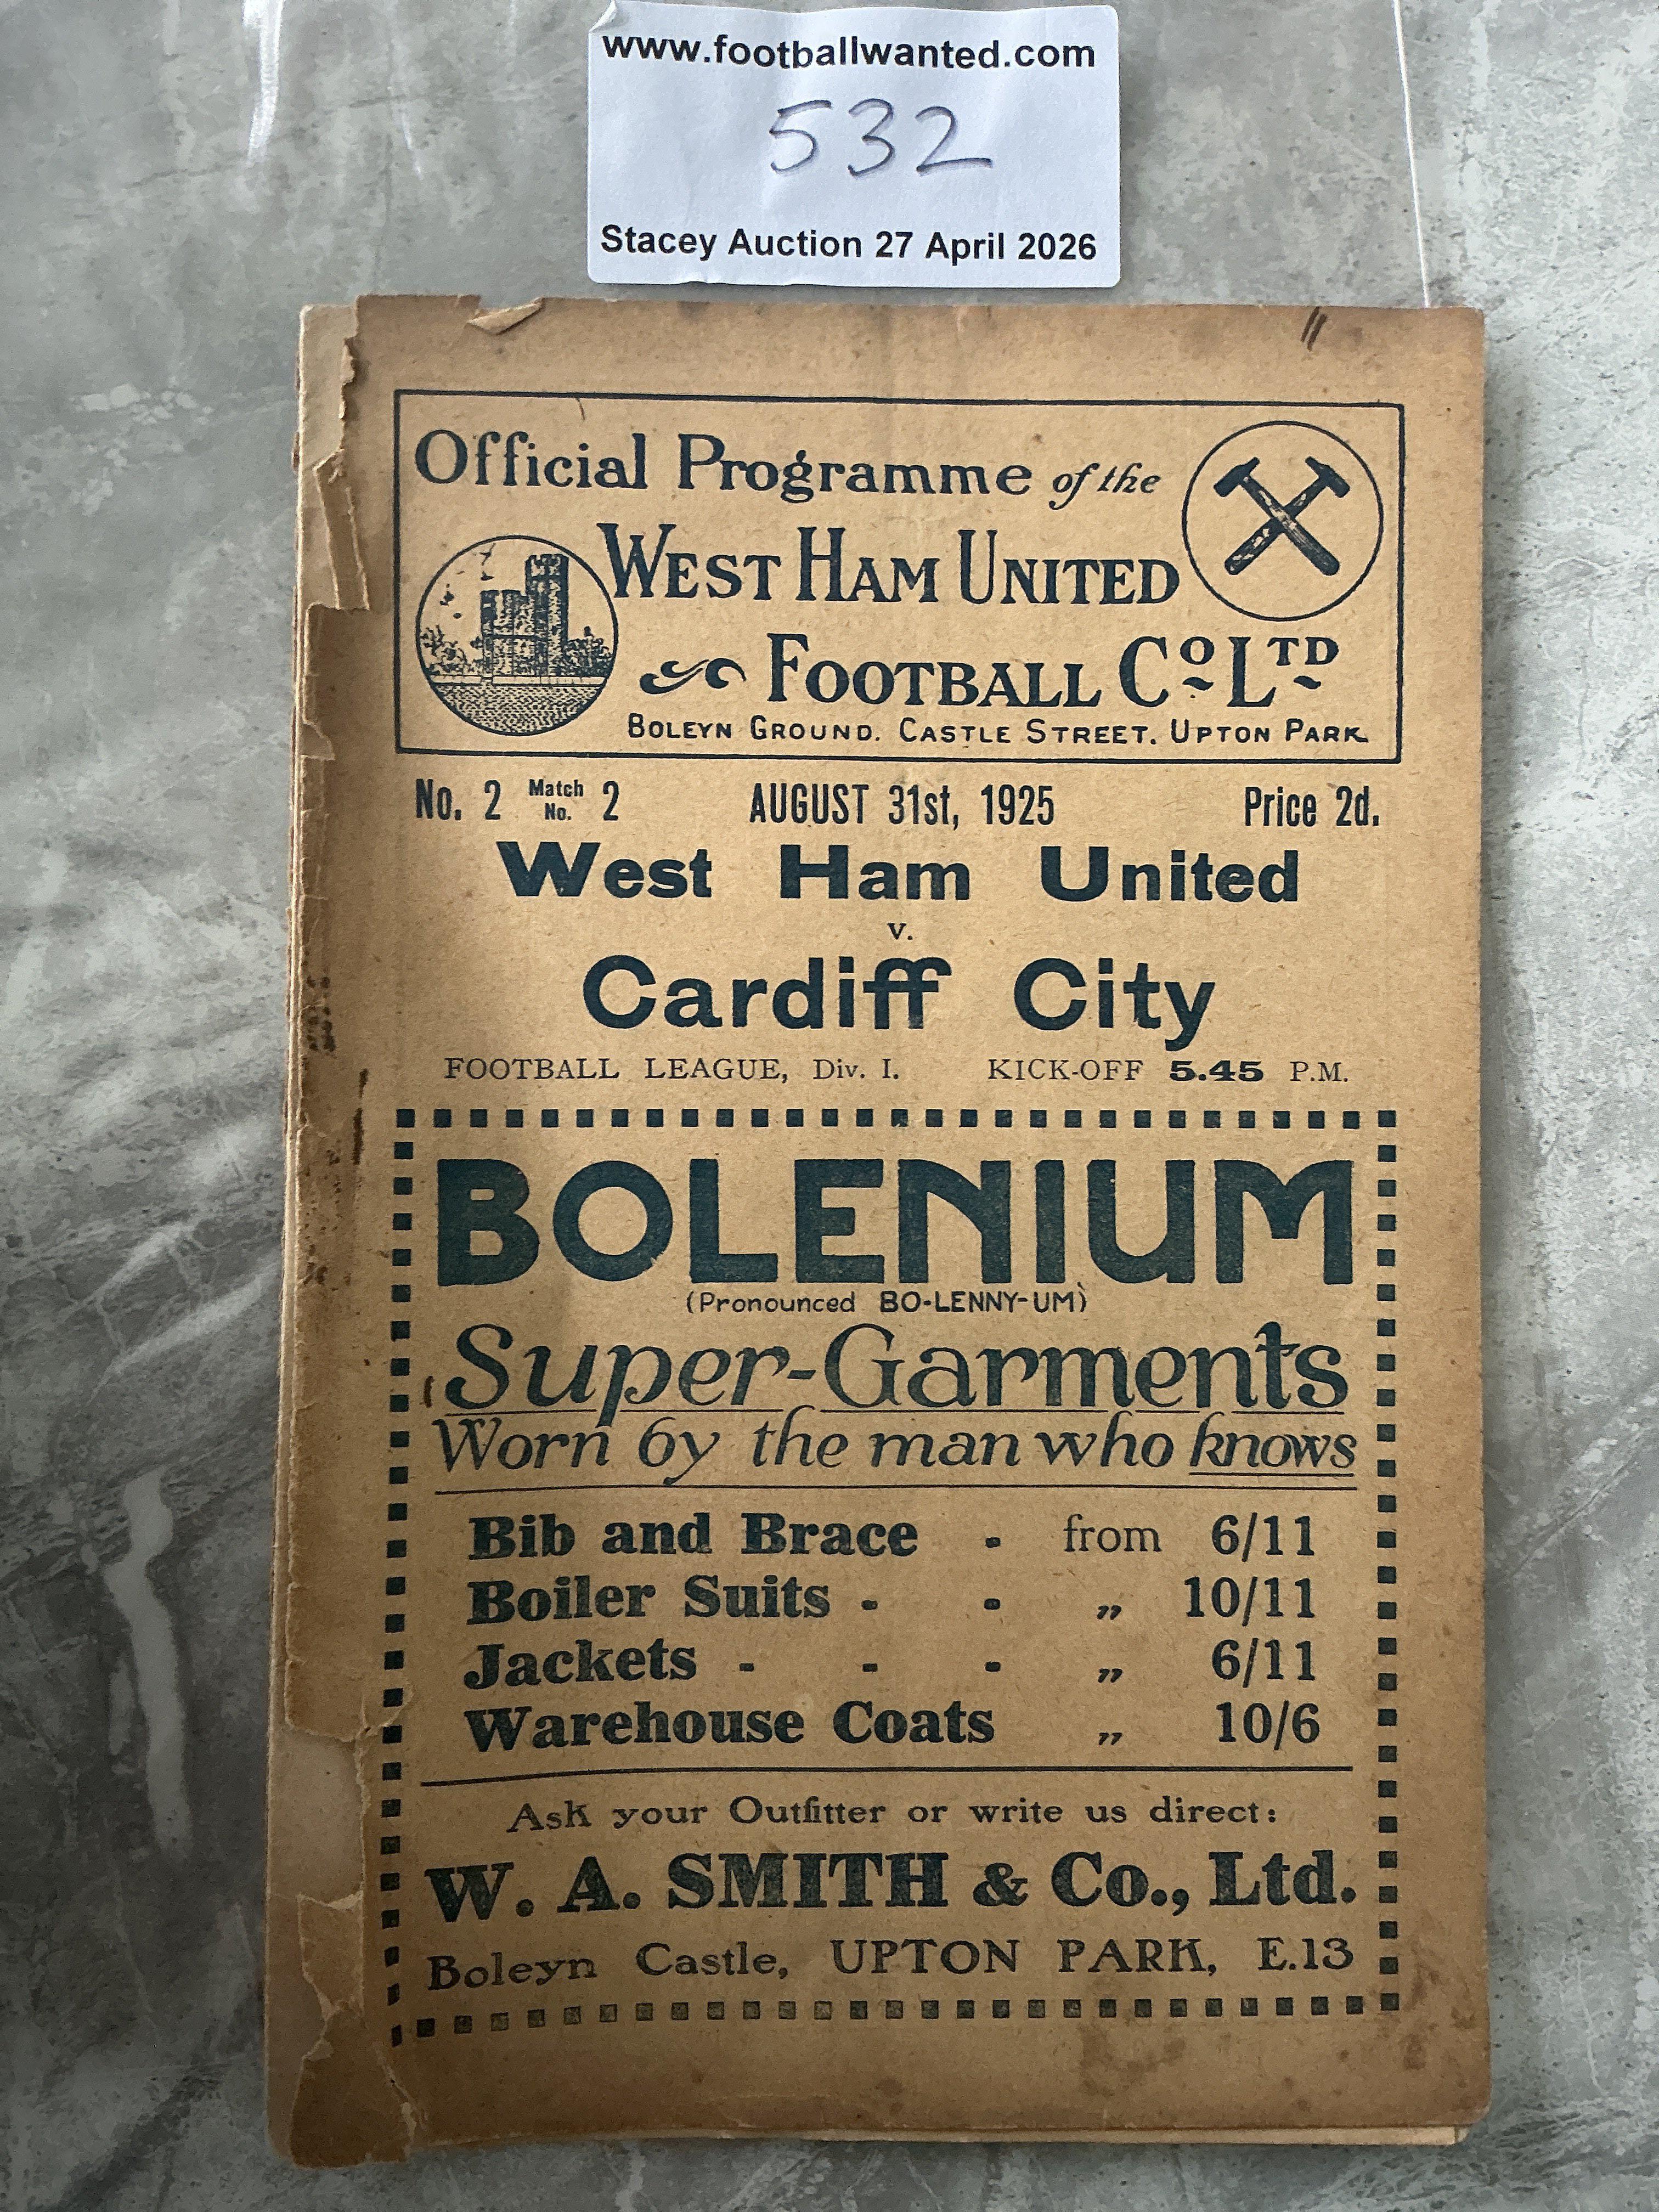 www.footballwanted.com
532
Stacey Auction 27 April 2026
Official Programme of the
WEST HAM UNITED
FOOTBALL CO LTD
BOLEYN GROUND. CASTLE STREET. UPTON PARK.
No. 2 Match No. 2 AUGUST 31st, 1925 Price 2d.
West Ham United
v.
Cardiff City
FOOTBALL LEAGUE, Div. I. KICK-OFF 5.45 P.M.
BOLENIUM
(Pronounced BO-LENNY-UM)
Super-Garments
Worn by the man who knows
Bib and Brace - from 6/11
Boiler Suits - - „ 10/11
Jackets - - - „ 6/11
Warehouse Coats „ 10/6
Ask your Outfitter or write us direct:
W. A. SMITH & Co., Ltd.
Boleyn Castle, UPTON PARK, E.13